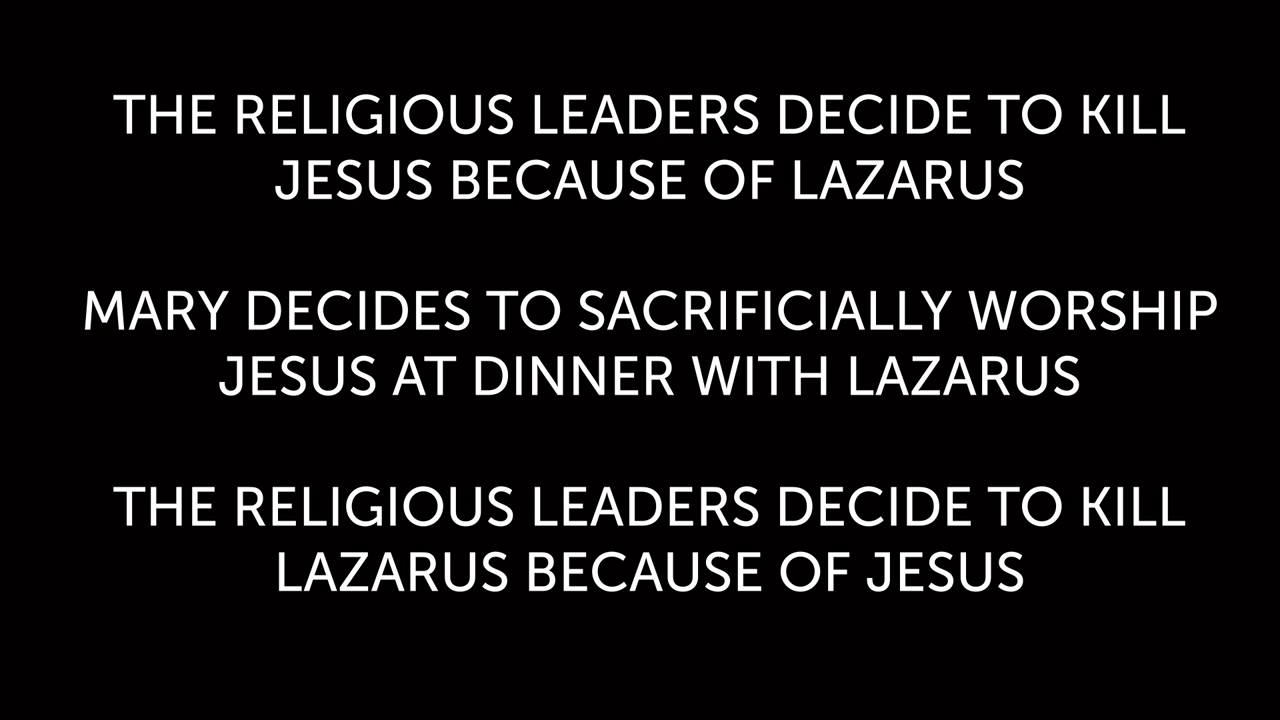 THE RELIGIOUS LEADERS DECIDE TO KILL
JESUS BECAUSE OF LAZARUS
MARY DECIDES TO SACRIFICIALLY WORSHIP
JESUS AT DINNER WITH LAZARUS
THE RELIGIOUS LEADERS DECIDE TO KILL
LAZARUS BECAUSE OF JESUS